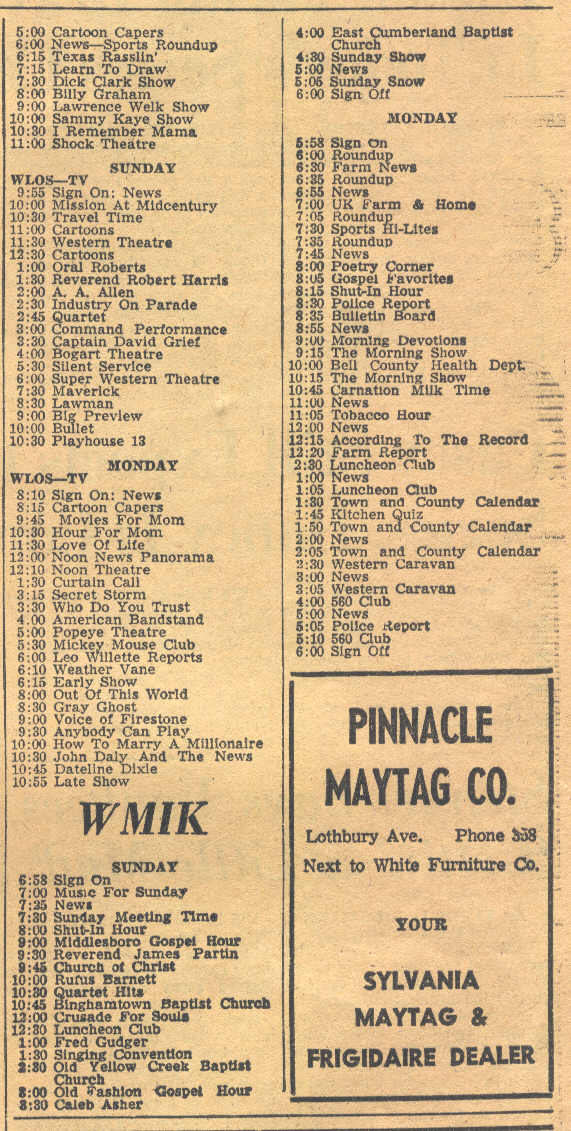 5:00 Cartoon Capers
6:00 News—Sports Roundup
6:15 Texas Rasslin'
7:15 Learn To Draw
7:30 Dick Clark Show
8:00 Billy Graham
9:00 Lawrence Welk Show
10:00 Sammy Kaye Show
10:30 I Remember Mama
11:00 Shock Theatre
SUNDAY
WLOS—TV
9:55 Sign On: News
10:00 Mission At Midcentury
10:30 Travel Time
11:00 Cartoons
11:30 Western Theatre
12:30 Cartoons
1:00 Oral Roberts
1:30 Reverend Robert Harris
2:00 A. A. Allen
2:30 Industry On Parade
2:45 Quartet
3:00 Command Performance
3:30 Captain David Grief
4:00 Bogart Theatre
5:30 Silent Service
6:00 Super Western Theatre
7:30 Maverick
8:30 Lawman
9:00 Big Preview
10:00 Bullet
10:30 Playhouse 13
MONDAY
WLOS—TV
8:10 Sign On: News
8:15 Cartoon Capers
9:45 Movies For Mom
10:30 Hour For Mom
11:30 Love Of Life
12:00 Noon News Panorama
12:10 Noon Theatre
1:30 Curtain Call
3:15 Secret Storm
3:30 Who Do You Trust
4.00 American Bandstand
5:00 Popeye Theatre
5:30 Mickey Mouse Club
6:00 Leo Willette Reports
6:10 Weather Vane
6:15 Early Show
8:00 Out Of This World
8:30 Gray Ghost
9:00 Voice of Firestone
9:30 Anybody Can Play
10:00 How To Marry A Millionaire
10:30 John Daly And The News
10:45 Dateline Dixie
10:55 Late Show
WMIK
SUNDAY
6:58 Sign On
7:00 Music For Sunday
7:25 News
7:30 Sunday Meeting Time
8:00 Shut-In Hour
9:00 Middlesboro Gospel Hour
9:30 Reverend James Partin
9:45 Church of Christ
10:00 Rufus Barnett
10:30 Quartet Hits
10:45 Binghamtown Baptist Church
12:00 Crusade For Souls
12:30 Luncheon Club
1:00 Fred Gudger
1:30 Singing Convention
2:30 Old Yellow Creek Baptist
Church
3:00 Old Fashion Gospel Hour
3:30 Caleb Asher
4:00 East Cumberland Baptist
Church
4:30 Sunday Show
5:00 News
5:05 Sunday Snow
6:00 Sign Off
MONDAY
5:58 Sign On
6:00 Roundup
6:30 Farm News
6:35 Roundup
6:55 News
7:00 UK Farm & Home
7:05 Roundup
7:30 Sports Hi-Lites
7:35 Roundup
7:45 News
8:00 Poetry Corner
8:05 Gospel Favorites
8:15 Shut-In Hour
8:30 Police Report
8:35 Bulletin Board
8:55 News
9:00 Morning Devotions
9:15 The Morning Show
10:00 Bell County Health Dept.
10:15 The Morning Show
10:45 Carnation Milk Time
11:00 News
11:05 Tobacco Hour
12:00 News
12:15 According To The Record
12:20 Farm Report
2:30 Luncheon Club
1:00 News
1:05 Luncheon Club
1:30 Town and County Calendar
1:45 Kitchen Quiz
1:50 Town and County Calendar
2:00 News
2:05 Town and County Calendar
2:30 Western Caravan
3:00 News
3:05 Western Caravan
4:00 560 Club
5:00 News
5:05 Police Report
5:10 560 Club
6:00 Sign Off
PINNACLE
MAYTAG CO.
Lothbury Ave. Phone 358
Next to White Furniture Co.
YOUR
SYLVANIA
MAYTAG &
FRIGIDAIRE DEALER